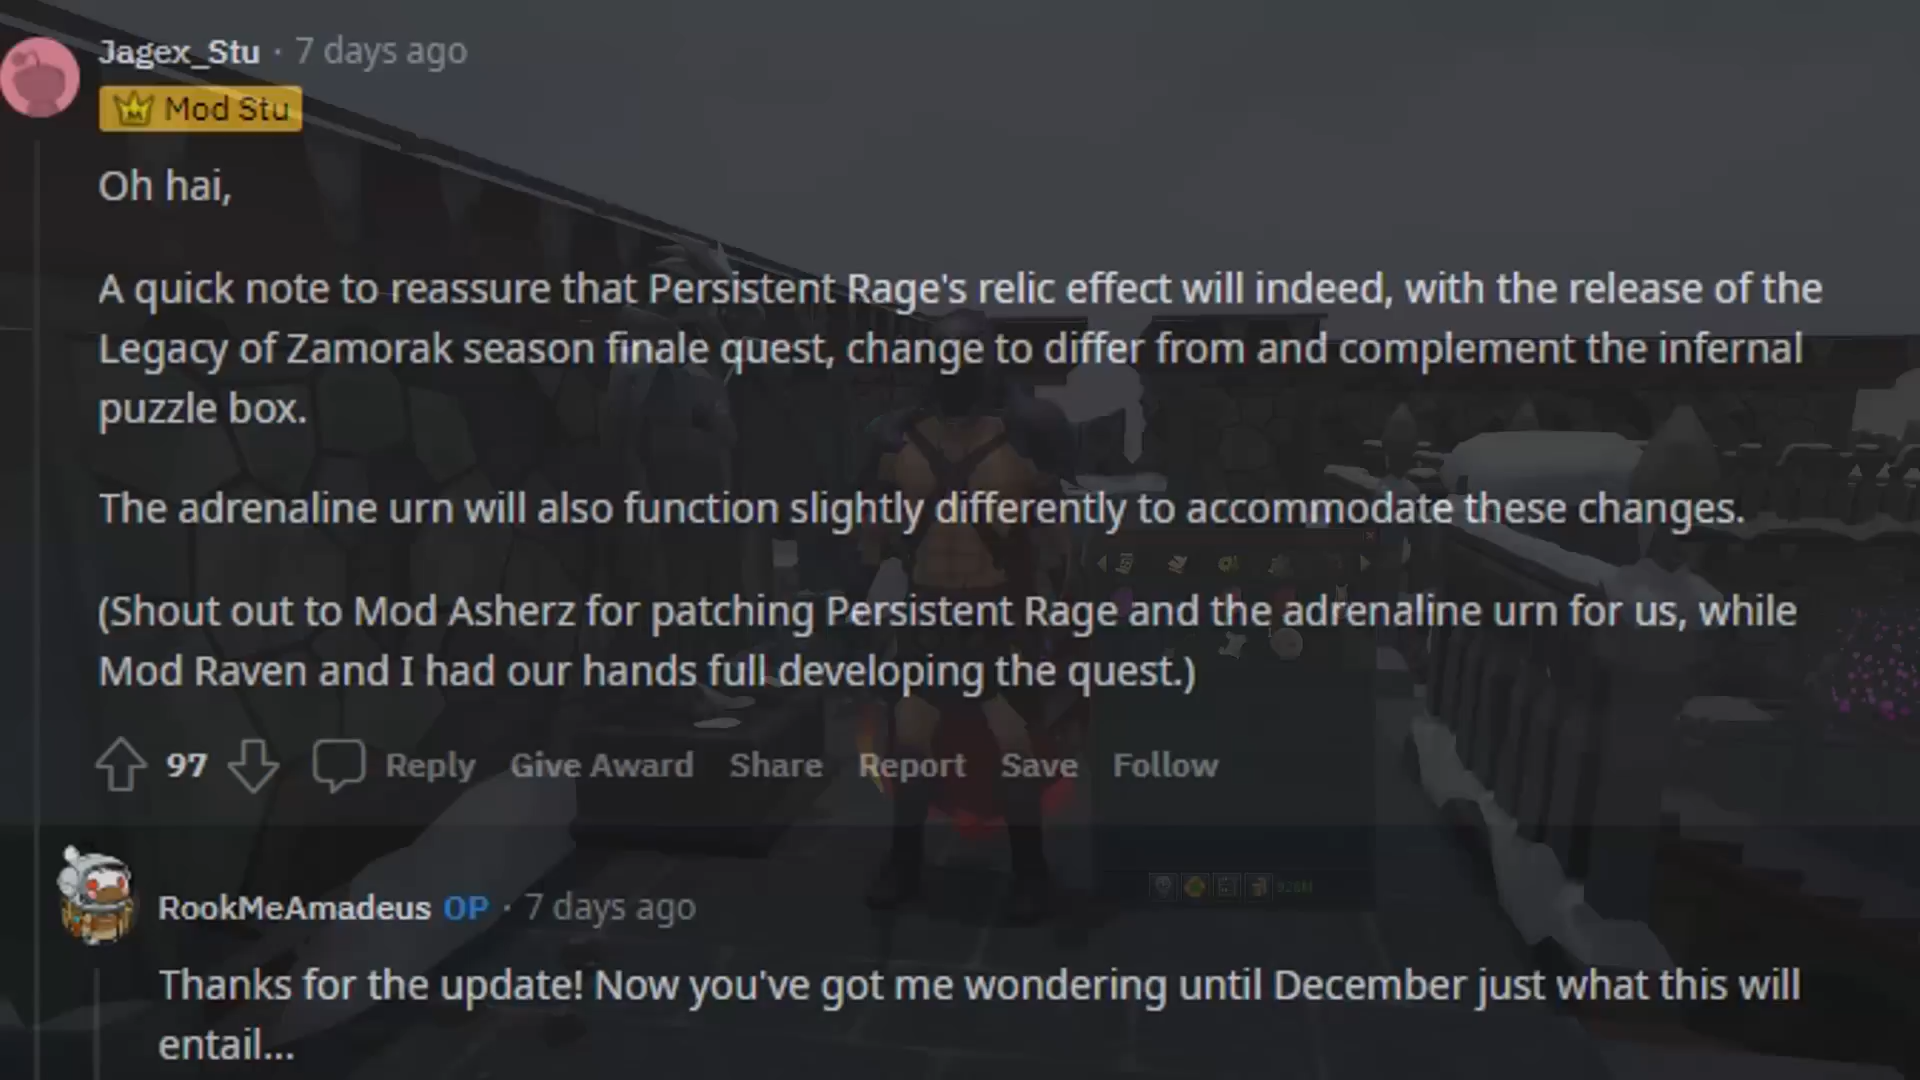 Jagex_Stu · 7 days ago
Mod Stu
Oh hai,
A quick note to reassure that Persistent Rage's relic effect will indeed, with the release of the
Legacy of Zamorak season finale quest, change to differ from and complement the infernal
puzzle box.
The adrenaline urn will also function slightly differently to accommodate these changes.
(Shout out to Mod Asherz for patching Persistent Rage and the adrenaline urn for us, while
Mod Raven and I had our hands full developing the quest.)
97 Reply Give Award Share Report Save Follow
RookMeAmadeus OP · 7 days ago
Thanks for the update! Now you've got me wondering until December just what this will
entail...